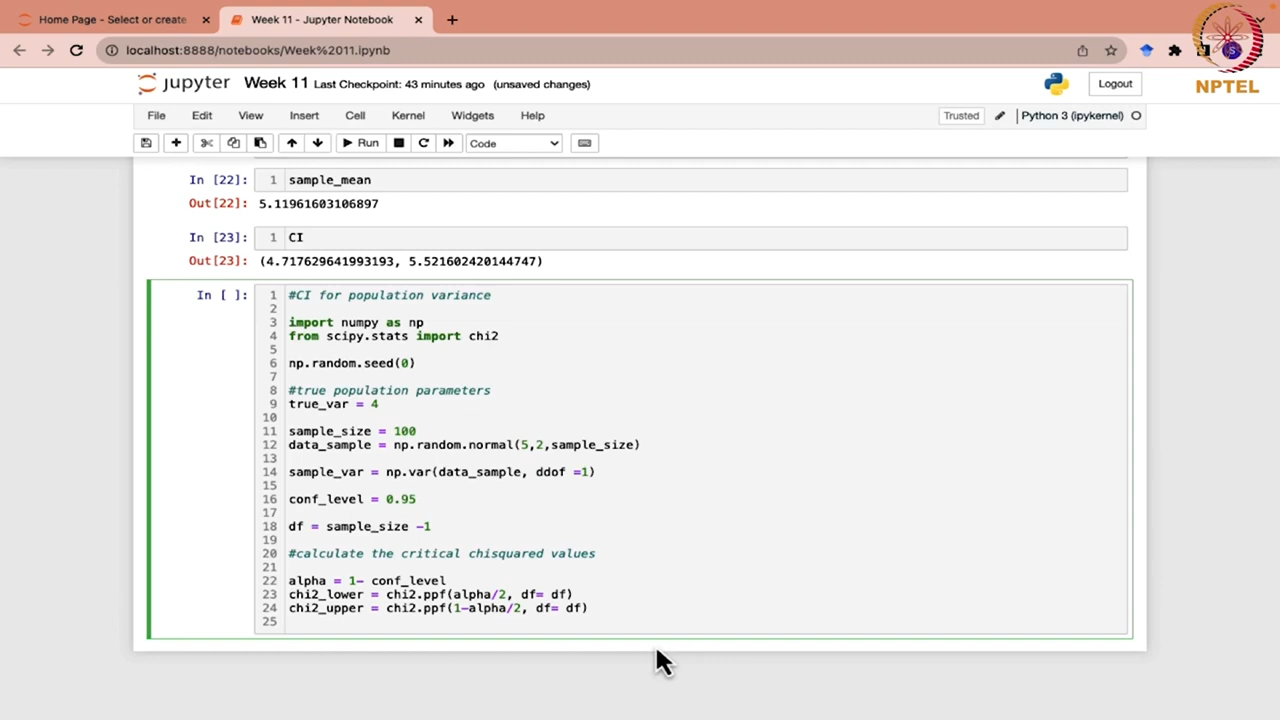 Home Page - Select or create
Week 11 - Jupyter Notebook
localhost:8888/notebooks/Week%2011.ipynb
NPTEL
jupyter Week 11 Last Checkpoint: 43 minutes ago (unsaved changes)
Logout
File Edit View Insert Cell Kernel Widgets Help
Trusted Python 3 (ipykernel)
Run Code
In [22]: 1 sample_mean
Out[22]: 5.11961603106897
In [23]: 1 CI
Out[23]: (4.717629641993193, 5.521602420144747)
In [ ]: 1 #CI for population variance
2
3 import numpy as np
4 from scipy.stats import chi2
5
6 np.random.seed(0)
7
8 #true population parameters
9 true_var = 4
10
11 sample_size = 100
12 data_sample = np.random.normal(5,2,sample_size)
13
14 sample_var = np.var(data_sample, ddof =1)
15
16 conf_level = 0.95
17
18 df = sample_size -1
19
20 #calculate the critical chisquared values
21
22 alpha = 1- conf_level
23 chi2_lower = chi2.ppf(alpha/2, df= df)
24 chi2_upper = chi2.ppf(1-alpha/2, df= df)
25